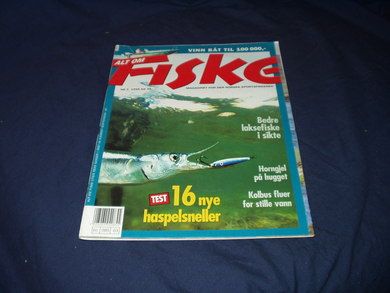 VINN BÅT TIL 100 000,-
ALT OM
FISKE
MAGASINET FOR DEN NORSKE SPORTSFISKEREN
Bedre
laksefiske
i sikte
Horngjel
på hugget
Kolbus fluer
for stille vann
TEST 16 nye
haspelsneller